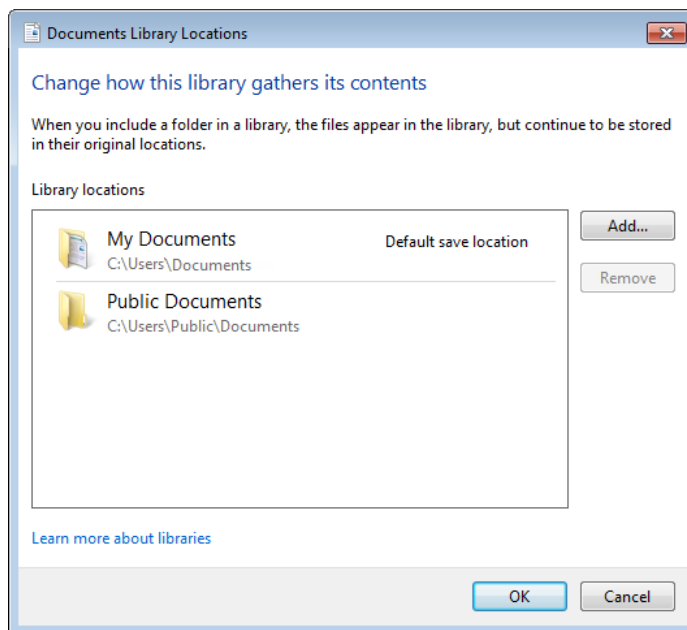 Documents Library Locations
Change how this library gathers its contents
When you include a folder in a library, the files appear in the library, but continue to be stored
in their original locations.
Library locations
My Documents
Default save location
C:\Users\Documents
Public Documents
C:\Users\Public\Documents
Add...
Remove
Learn more about libraries
OK
Cancel